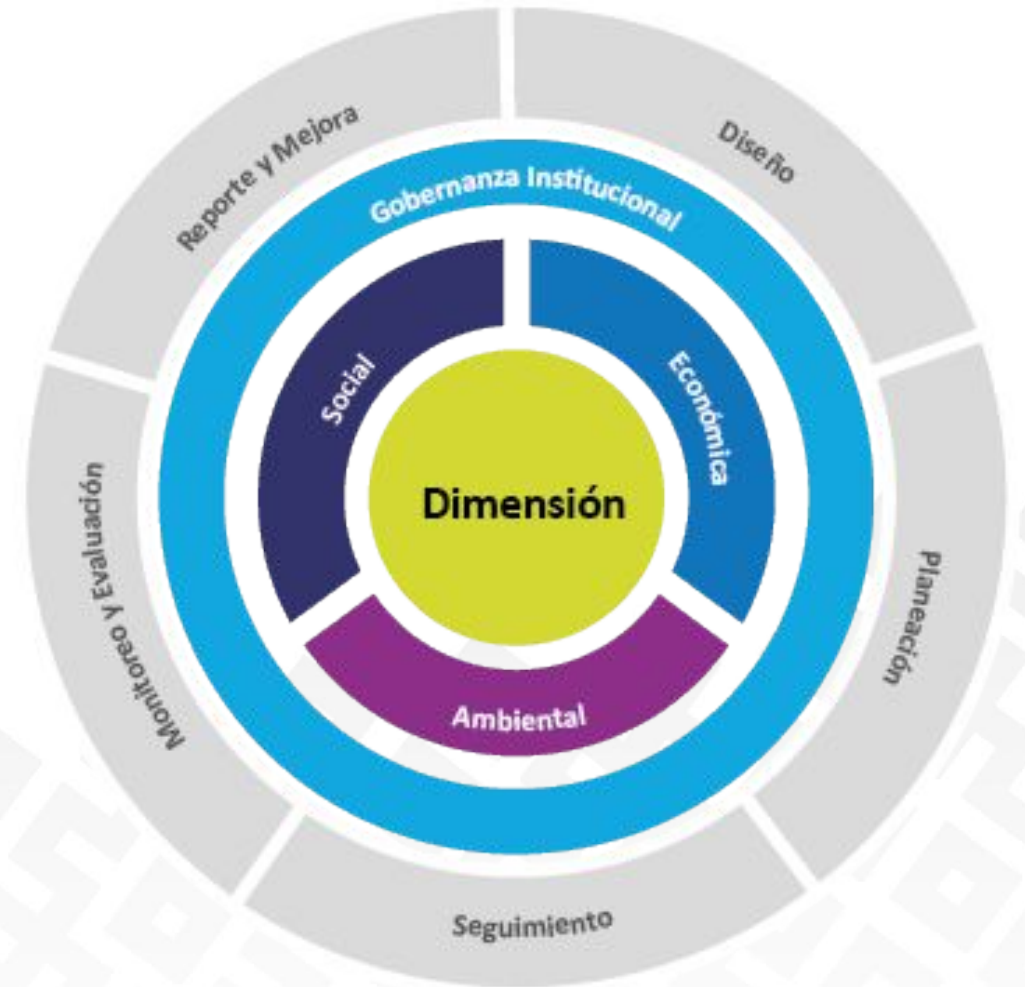 Reporte y Mejora
Diseño
Gobernanza Institucional
Social
Económica
Dimensión
Monitoreo y Evaluación
Planeación
Ambiental
Seguimiento